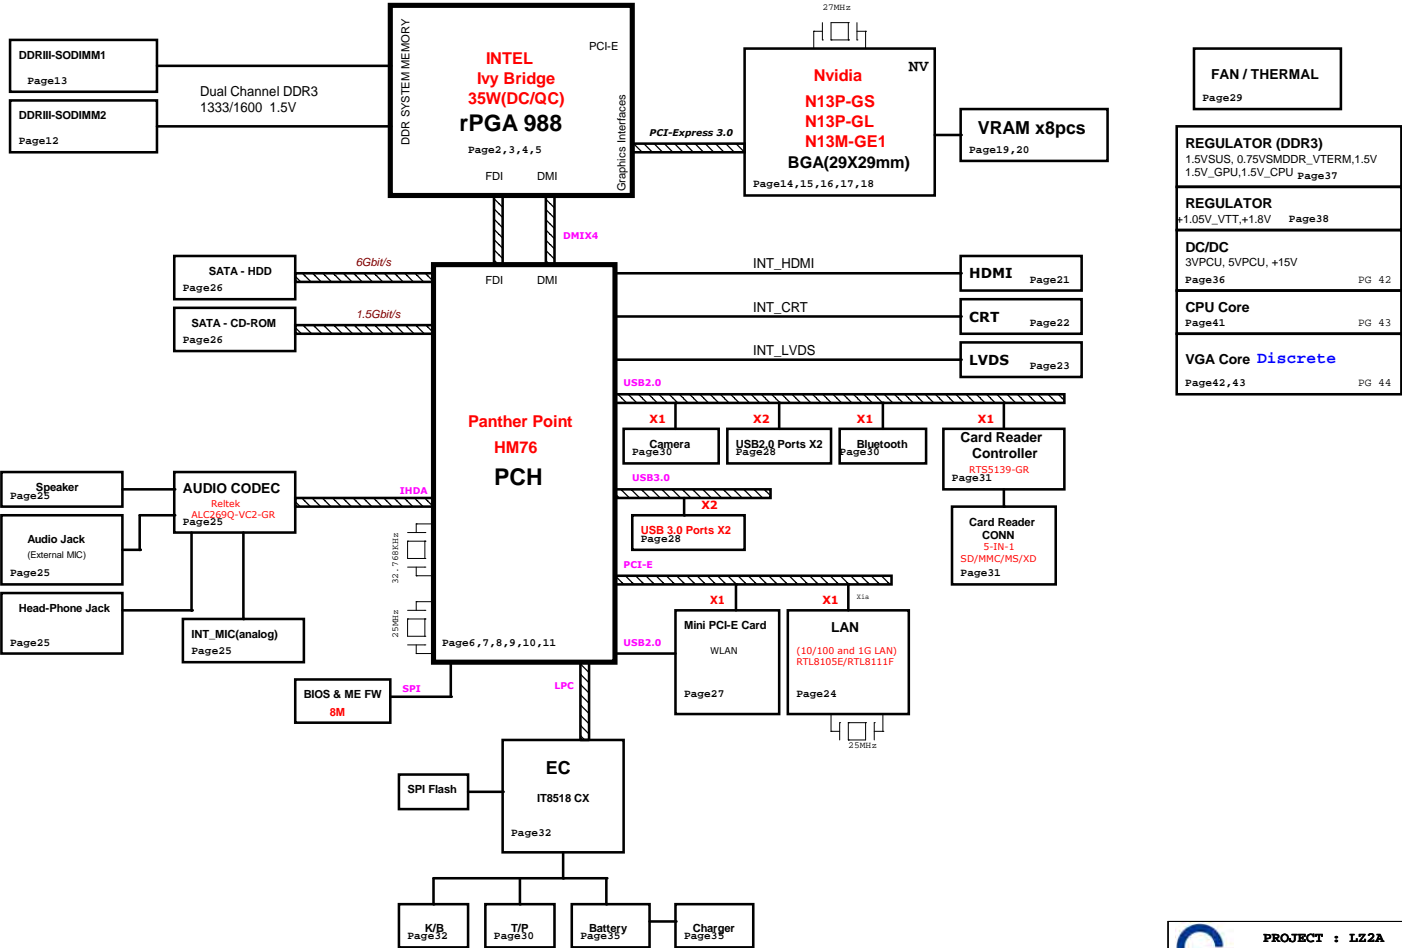 DDRIII-SODIMM1
Page13
DDRIII-SODIMM2
Page12
Dual Channel DDR3
1333/1600 1.5V
DDR SYSTEM MEMORY
INTEL
Ivy Bridge
35W(DC/QC)
rPGA 988
Page2,3,4,5
PCI-E
Graphics Interfaces
FDI
DMI
PCI-Express 3.0
27MHz
NV
Nvidia
N13P-GS
N13P-GL
N13M-GE1
BGA(29X29mm)
Page14,15,16,17,18
VRAM x8pcs
Page19,20
FAN / THERMAL
Page29
REGULATOR (DDR3)
1.5VSUS, 0.75VSMDDR_VTERM,1.5V
1.5V_GPU,1.5V_CPU Page37
REGULATOR
+1.05V_VTT,+1.8V Page38
DC/DC
3VPCU, 5VPCU, +15V
Page36 PG 42
CPU Core
Page41 PG 43
VGA Core Discrete
Page42,43 PG 44
DMIX4
SATA - HDD
Page26
6Gbit/s
SATA - CD-ROM
Page26
1.5Gbit/s
FDI
DMI
Panther Point
HM76
PCH
Page6,7,8,9,10,11
INT_HDMI
HDMI
Page21
INT_CRT
CRT
Page22
INT_LVDS
LVDS
Page23
USB2.0
X1
X2
X1
X1
Camera
Page30
USB2.0 Ports X2
Page28
Bluetooth
Page30
Card Reader
Controller
RTS5139-GR
Page31
USB3.0
X2
USB 3.0 Ports X2
Page28
Card Reader
CONN
5-IN-1
SD/MMC/MS/XD
Page31
Speaker
Page25
Audio Jack
(External MIC)
Page25
Head-Phone Jack
Page25
AUDIO CODEC
Reltek
ALC269Q-VC2-GR
Page25
IHDA
INT_MIC(analog)
Page25
32.768KHz
25MHz
PCI-E
X1
X1
Xia
USB2.0
Mini PCI-E Card
WLAN
Page27
LAN
(10/100 and 1G LAN)
RTL8105E/RTL8111F
Page24
25MHz
BIOS & ME FW
8M
SPI
LPC
EC
IT8518 CX
Page32
SPI Flash
K/B
Page32
T/P
Page30
Battery
Page35
Charger
Page35
PROJECT : LZ2A